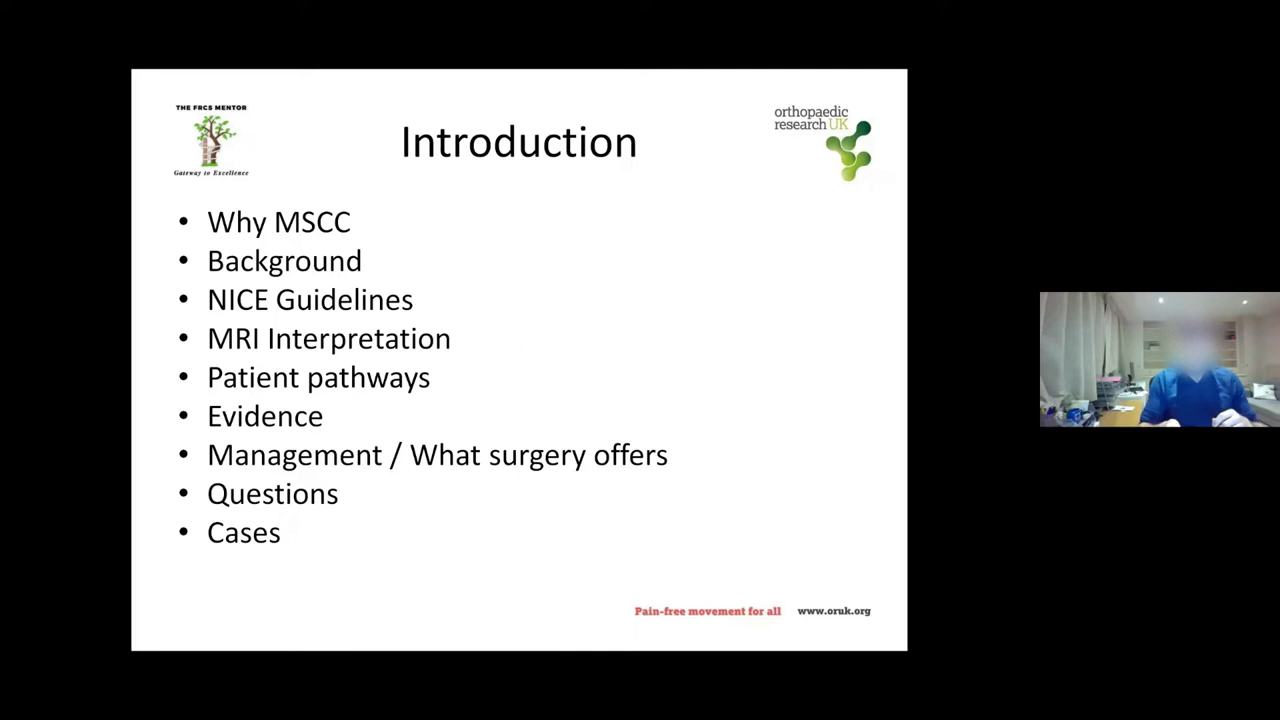 THE FRCS MENTOR
Gateway to Excellence
Introduction
orthopaedic
research UK
• Why MSCC
• Background
• NICE Guidelines
• MRI Interpretation
• Patient pathways
• Evidence
• Management / What surgery offers
• Questions
• Cases
Pain-free movement for all www.oruk.org